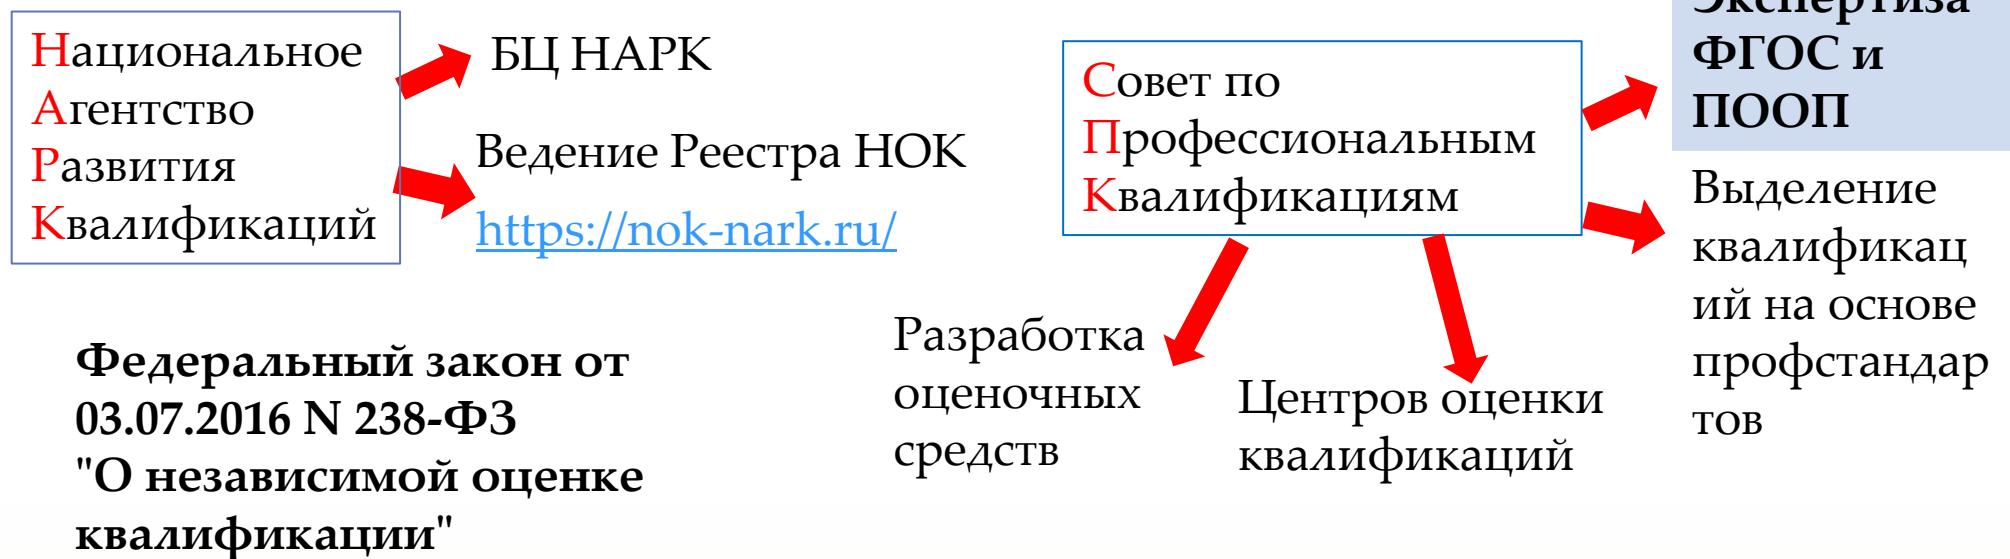 Национальное
Агентство
Развития
Квалификаций
БЦ НАРК
Ведение Реестра НОК
https://nok-nark.ru/
Федеральный закон от
03.07.2016 N 238-ФЗ
"О независимой оценке
квалификации"
Совет по
Профессиональным
Квалификациям
Разработка
оценочных
средств
Центров оценки
квалификаций
Экспертиза
ФГОС и
ПООП
Выделение
квалификац
ий на основе
профстандар
тов